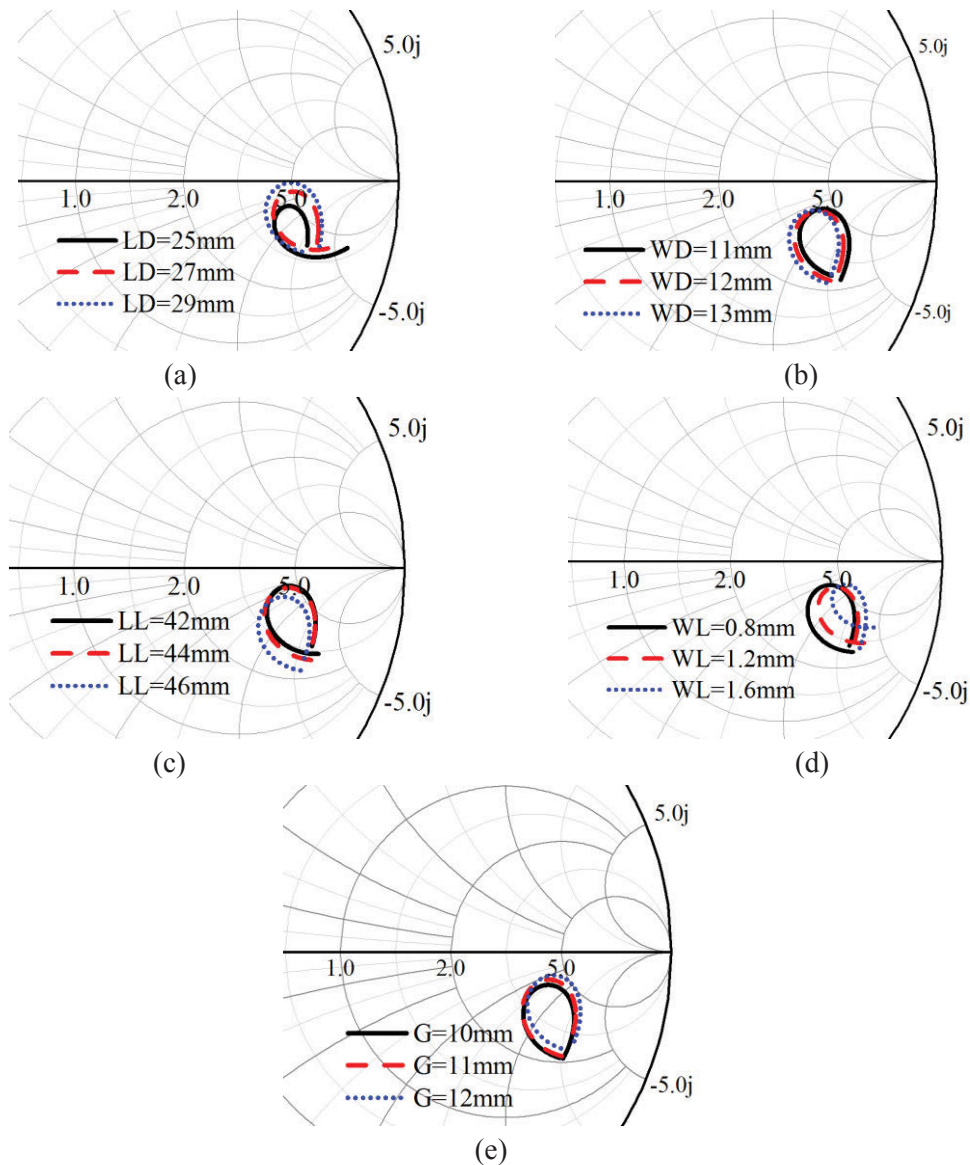 5.0j
1.0 2.0 5.0
LD=25mm
LD=27mm
LD=29mm
-5.0j
(a)
5.0j
1.0 2.0 5.0
WD=11mm
WD=12mm
WD=13mm
-5.0j
(b)
5.0j
1.0 2.0 5.0
LL=42mm
LL=44mm
LL=46mm
-5.0j
(c)
5.0j
1.0 2.0 5.0
WL=0.8mm
WL=1.2mm
WL=1.6mm
-5.0j
(d)
5.0j
1.0 2.0 5.0
G=10mm
G=11mm
G=12mm
-5.0j
(e)